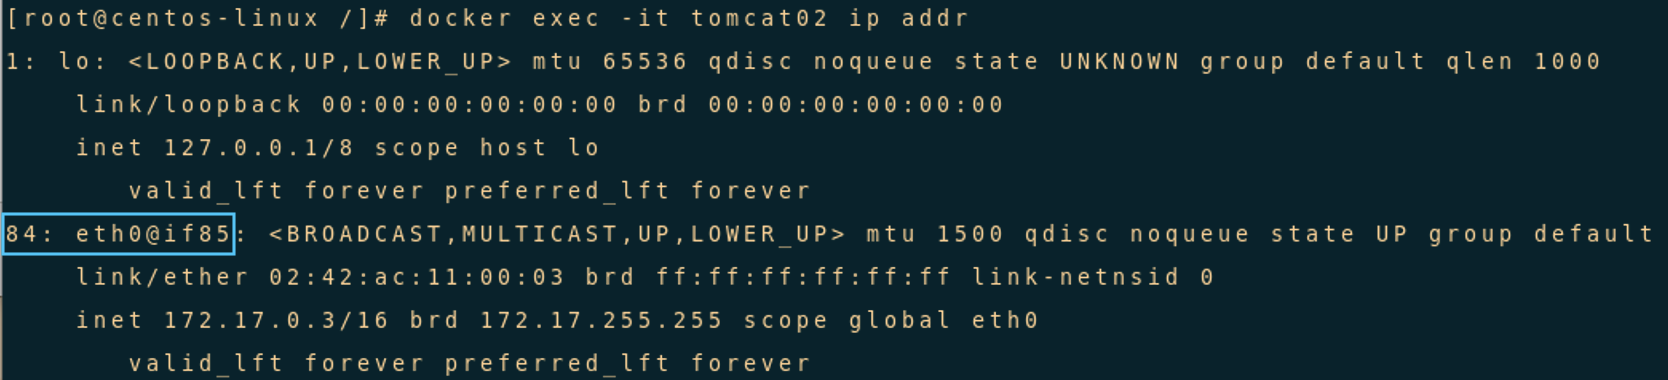 [root@centos-linux /]# docker exec -it tomcat02 ip addr
1: lo: <LOOPBACK,UP,LOWER_UP> mtu 65536 qdisc noqueue state UNKNOWN group default qlen 1000
    link/loopback 00:00:00:00:00:00 brd 00:00:00:00:00:00
    inet 127.0.0.1/8 scope host lo
       valid_lft forever preferred_lft forever
84: eth0@if85: <BROADCAST,MULTICAST,UP,LOWER_UP> mtu 1500 qdisc noqueue state UP group default
    link/ether 02:42:ac:11:00:03 brd ff:ff:ff:ff:ff:ff link-netnsid 0
    inet 172.17.0.3/16 brd 172.17.255.255 scope global eth0
       valid_lft forever preferred_lft forever